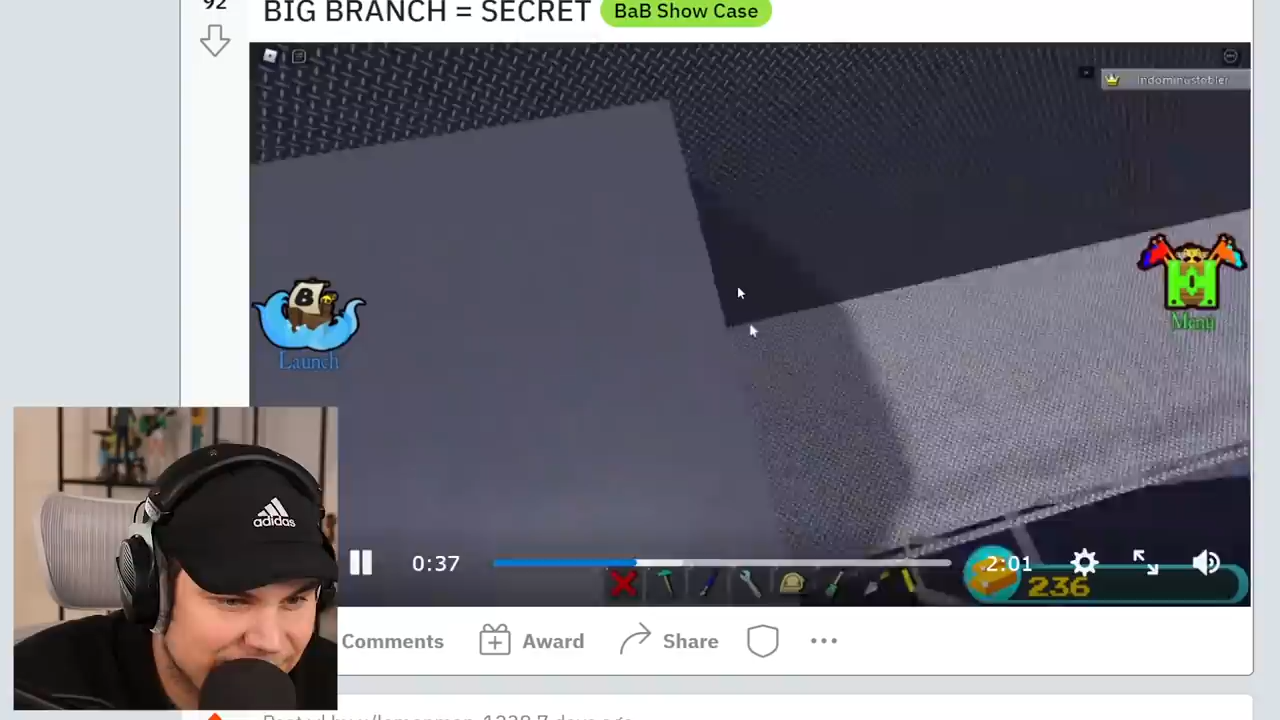 92
BIG BRANCH = SECRET
BaB Show Case
Indominustobler
B
Launch
Menu
adidas
0:37
2:01
236
Comments
Award
Share